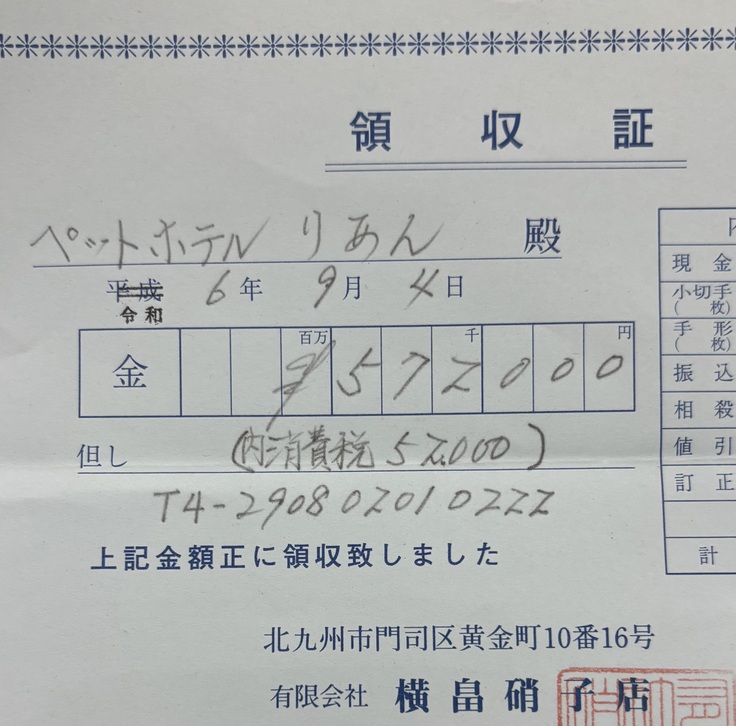 領収証
ペットホテル りあん 殿
平成 6年 9月 4日
令和
百万 千 円
金 ¥572000
但し (内消費税 52,000)
T4-290802010222
上記金額正に領収致しました
北九州市門司区黄金町10番16号
有限会社 横畠硝子店
現金
小切手
( 枚)
手形
( 枚)
振込
相殺
値引
訂正
計